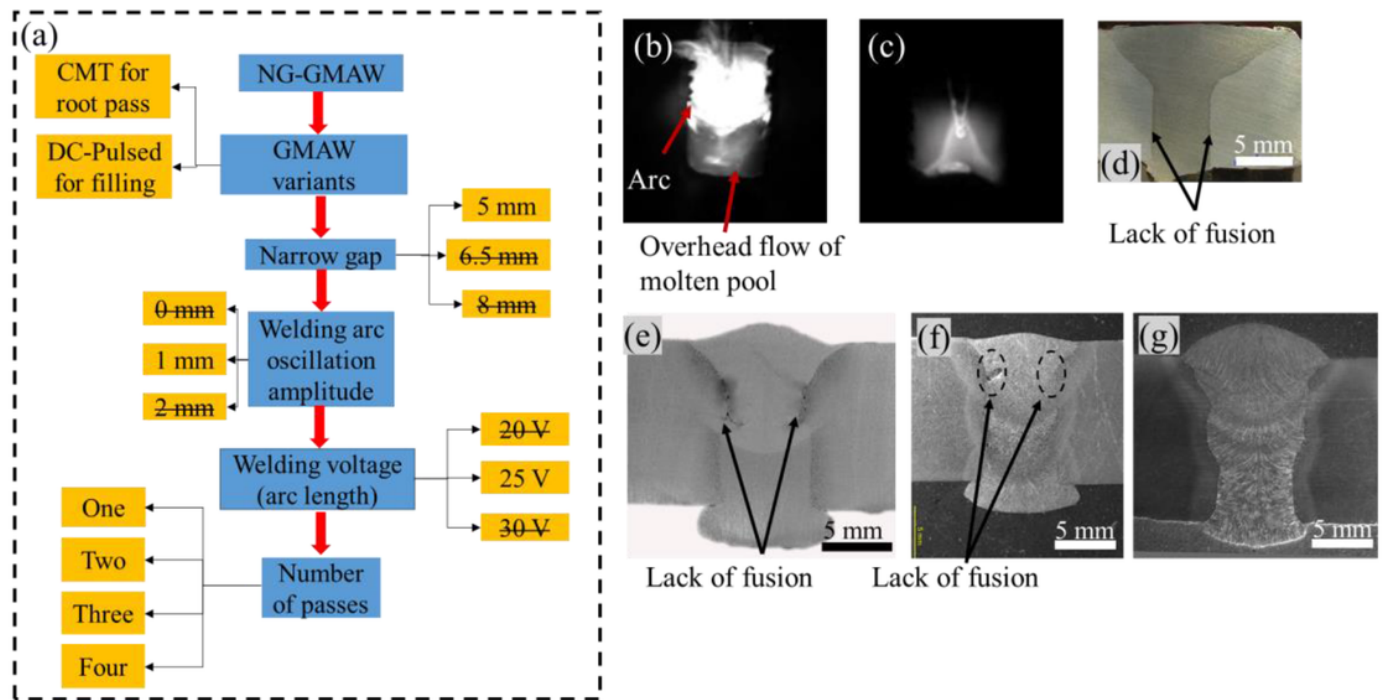 (a)
NG-GMAW
CMT for
root pass
DC-Pulsed
for filling
GMAW
variants
5 mm
Narrow gap
6.5 mm
8 mm
0 mm
Welding arc
oscillation
amplitude
1 mm
2 mm
20 V
Welding voltage
(arc length)
25 V
30 V
One
Two
Number
of passes
Three
Four
(b)
Arc
Overhead flow of
molten pool
(c)
(d)
5 mm
Lack of fusion
(e)
5 mm
Lack of fusion
(f)
5 mm
5 mm
Lack of fusion
(g)
5 mm